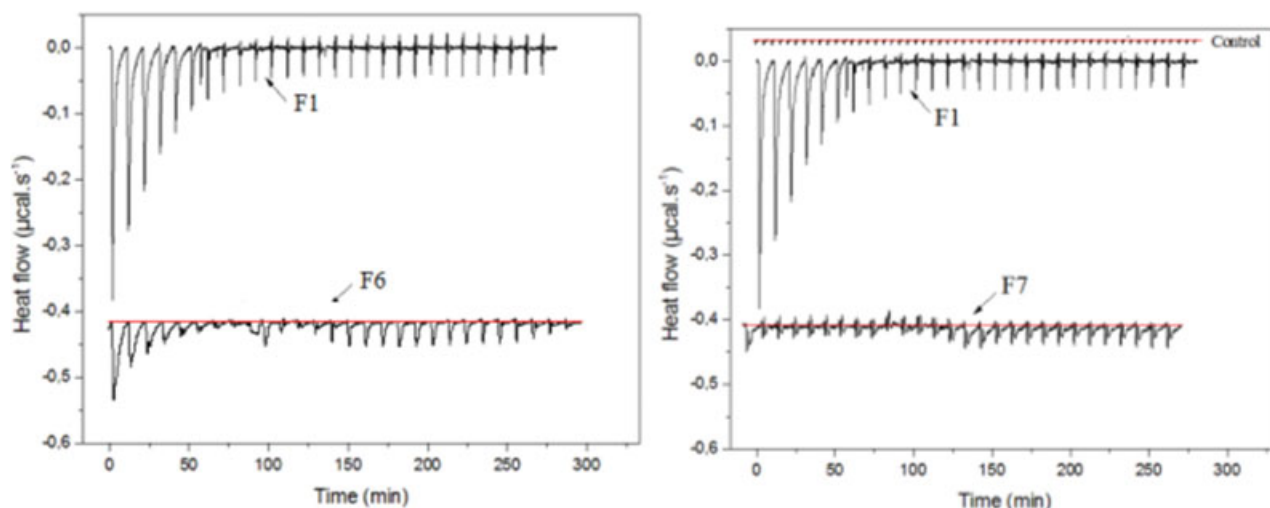 0,0
-0,1
-0,2
-0,3
-0,4
-0,5
-0,6
Heat flow (μcal.s⁻¹)
F1
F6
0 50 100 150 200 250 300
Time (min)
Control
0,0
-0,1
-0,2
-0,3
-0,4
-0,5
-0,6
Heat flow (μcal.s⁻¹)
F1
F7
0 50 100 150 200 250 300
Time (min)